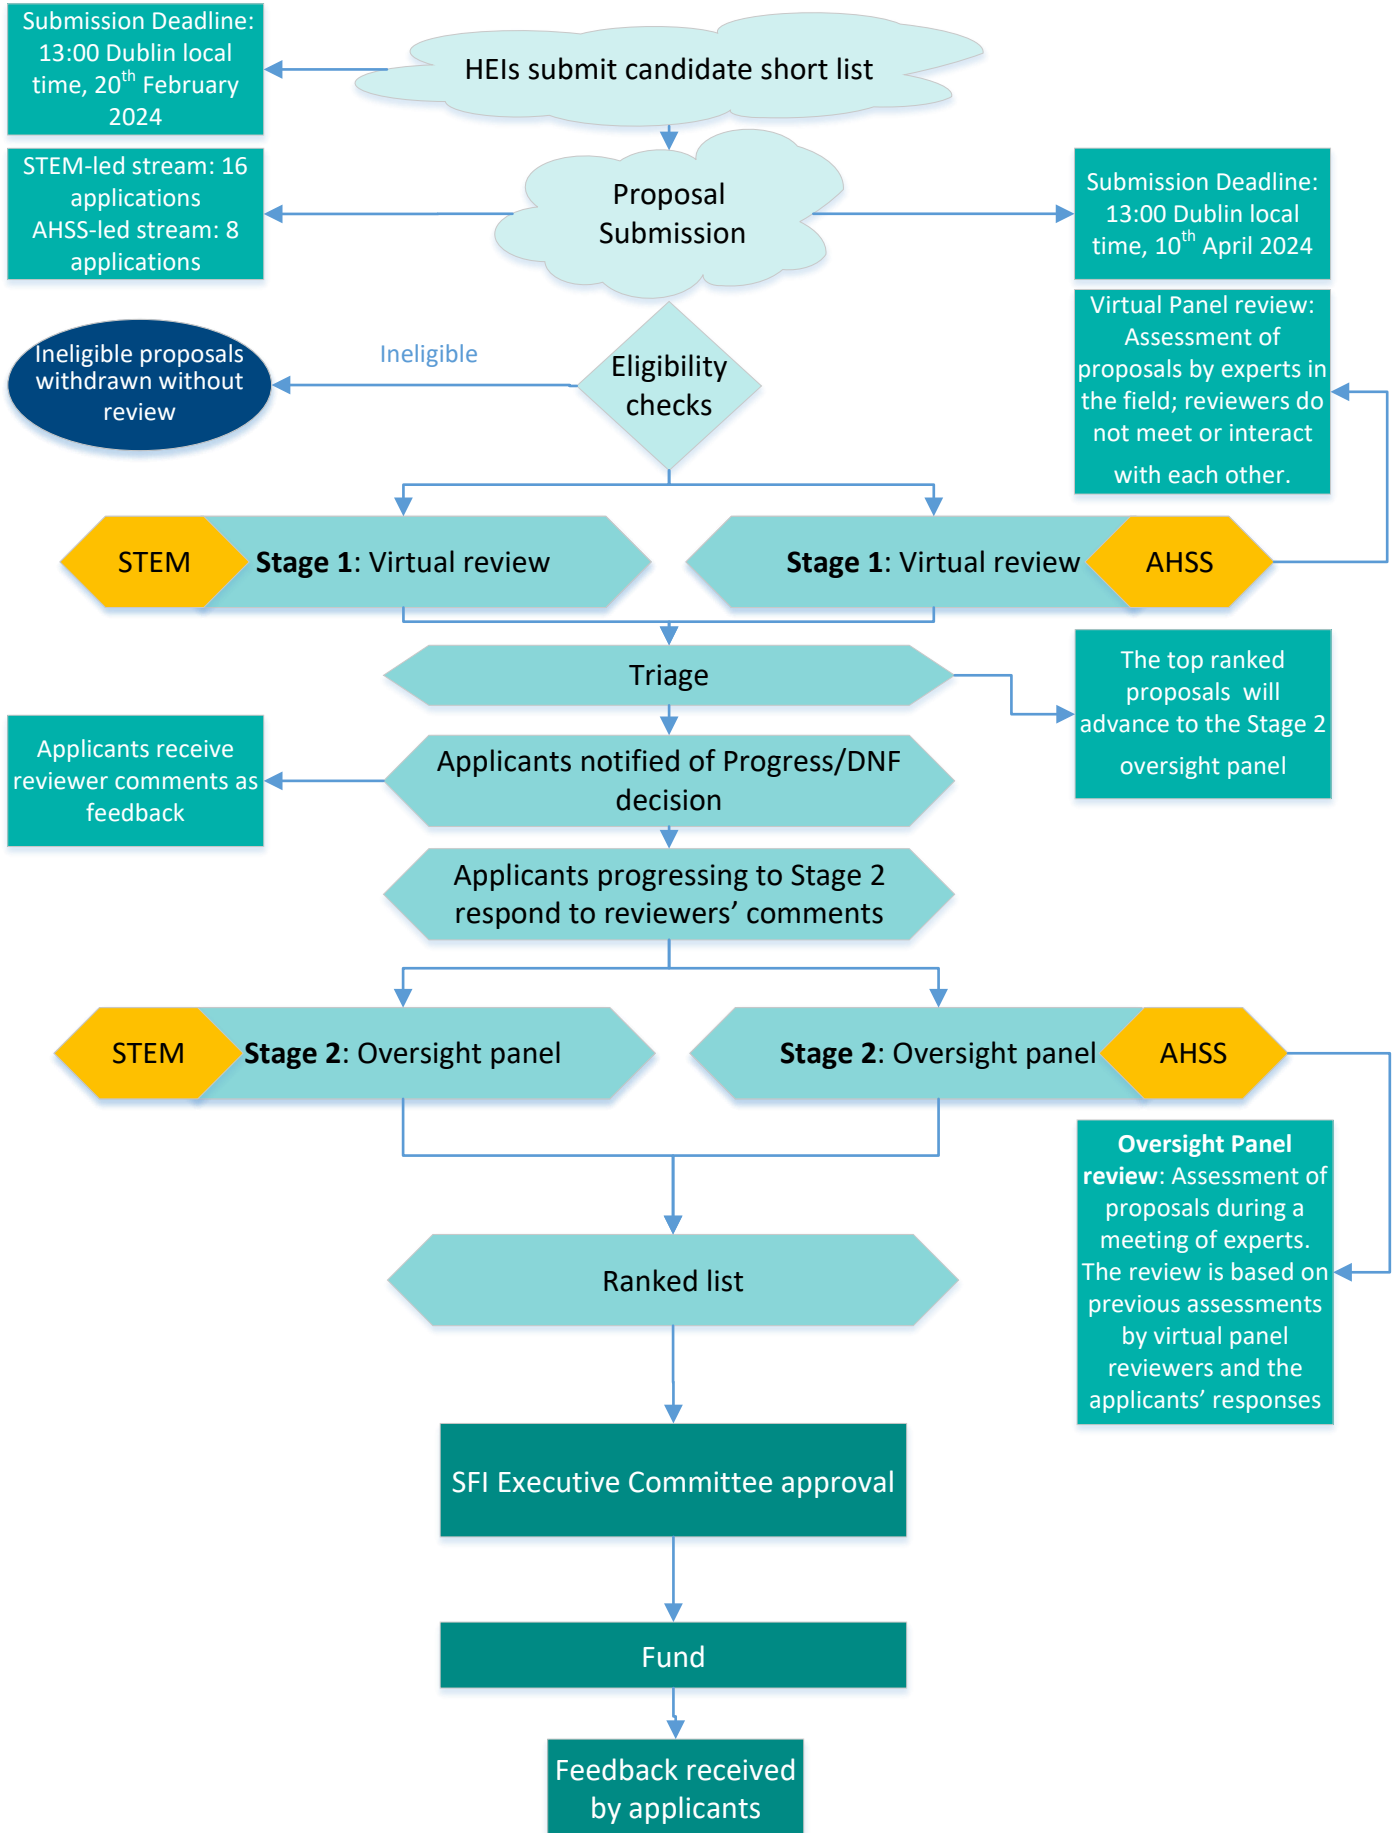 Submission Deadline:
13:00 Dublin local
time, 20th February
2024
HEIs submit candidate short list
STEM-led stream: 16
applications
AHSS-led stream: 8
applications
Proposal
Submission
Submission Deadline:
13:00 Dublin local
time, 10th April 2024
Ineligible proposals
withdrawn without
review
Ineligible
Eligibility
checks
Virtual Panel review:
Assessment of
proposals by experts in
the field; reviewers do
not meet or interact
with each other.
STEM
Stage 1: Virtual review
Stage 1: Virtual review
AHSS
Triage
The top ranked
proposals will
advance to the Stage 2
oversight panel
Applicants receive
reviewer comments as
feedback
Applicants notified of Progress/DNF
decision
Applicants progressing to Stage 2
respond to reviewers’ comments
STEM
Stage 2: Oversight panel
Stage 2: Oversight panel
AHSS
Oversight Panel
review: Assessment of
proposals during a
meeting of experts.
The review is based on
previous assessments
by virtual panel
reviewers and the
applicants’ responses
Ranked list
SFI Executive Committee approval
Fund
Feedback received
by applicants